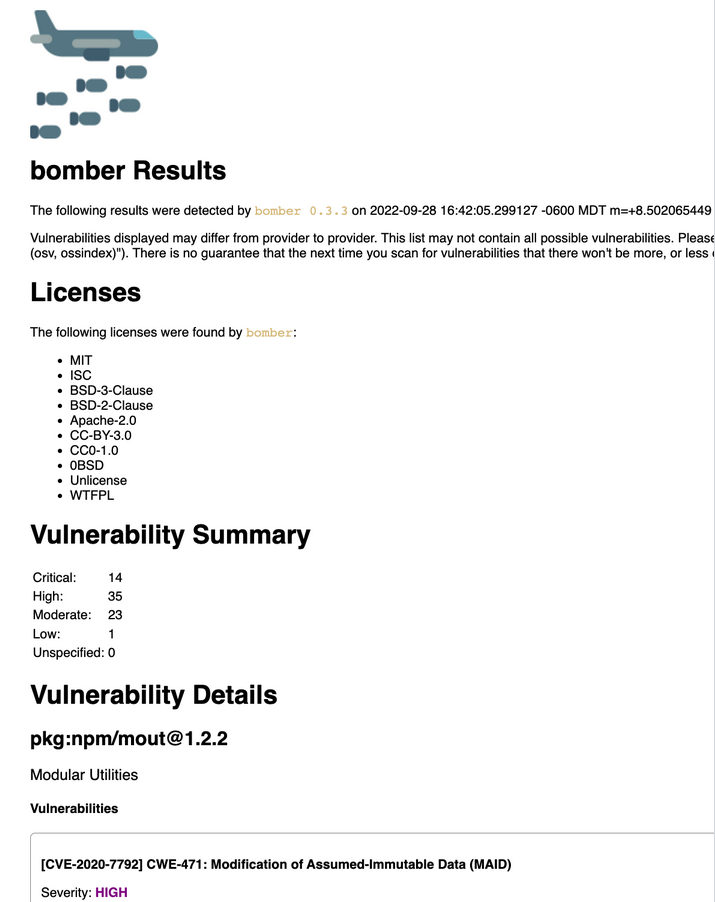 bomber Results
The following results were detected by bomber 0.3.3 on 2022-09-28 16:42:05.299127 -0600 MDT m=+8.502065449
Vulnerabilities displayed may differ from provider to provider. This list may not contain all possible vulnerabilities. Please
(osv, ossindex)"). There is no guarantee that the next time you scan for vulnerabilities that there won't be more, or less
Licenses
The following licenses were found by bomber:
• MIT
• ISC
• BSD-3-Clause
• BSD-2-Clause
• Apache-2.0
• CC-BY-3.0
• CC0-1.0
• 0BSD
• Unlicense
• WTFPL
Vulnerability Summary
Critical: 14
High: 35
Moderate: 23
Low: 1
Unspecified: 0
Vulnerability Details
pkg:npm/mout@1.2.2
Modular Utilities
Vulnerabilities
[CVE-2020-7792] CWE-471: Modification of Assumed-Immutable Data (MAID)
Severity: HIGH